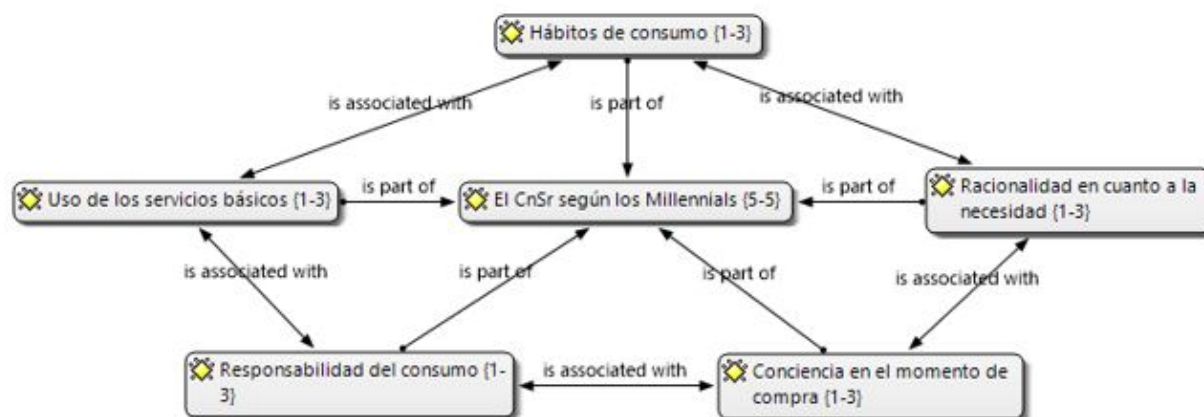 Hábitos de consumo {1-3}
is associated with
is part of
is associated with
Uso de los servicios básicos {1-3}
is part of
El CnSr según los Millennials {5-5}
is part of
Racionalidad en cuanto a la
necesidad {1-3}
is associated with
is part of
is part of
is associated with
Responsabilidad del consumo {1-
3}
is associated with
Conciencia en el momento de
compra {1-3}